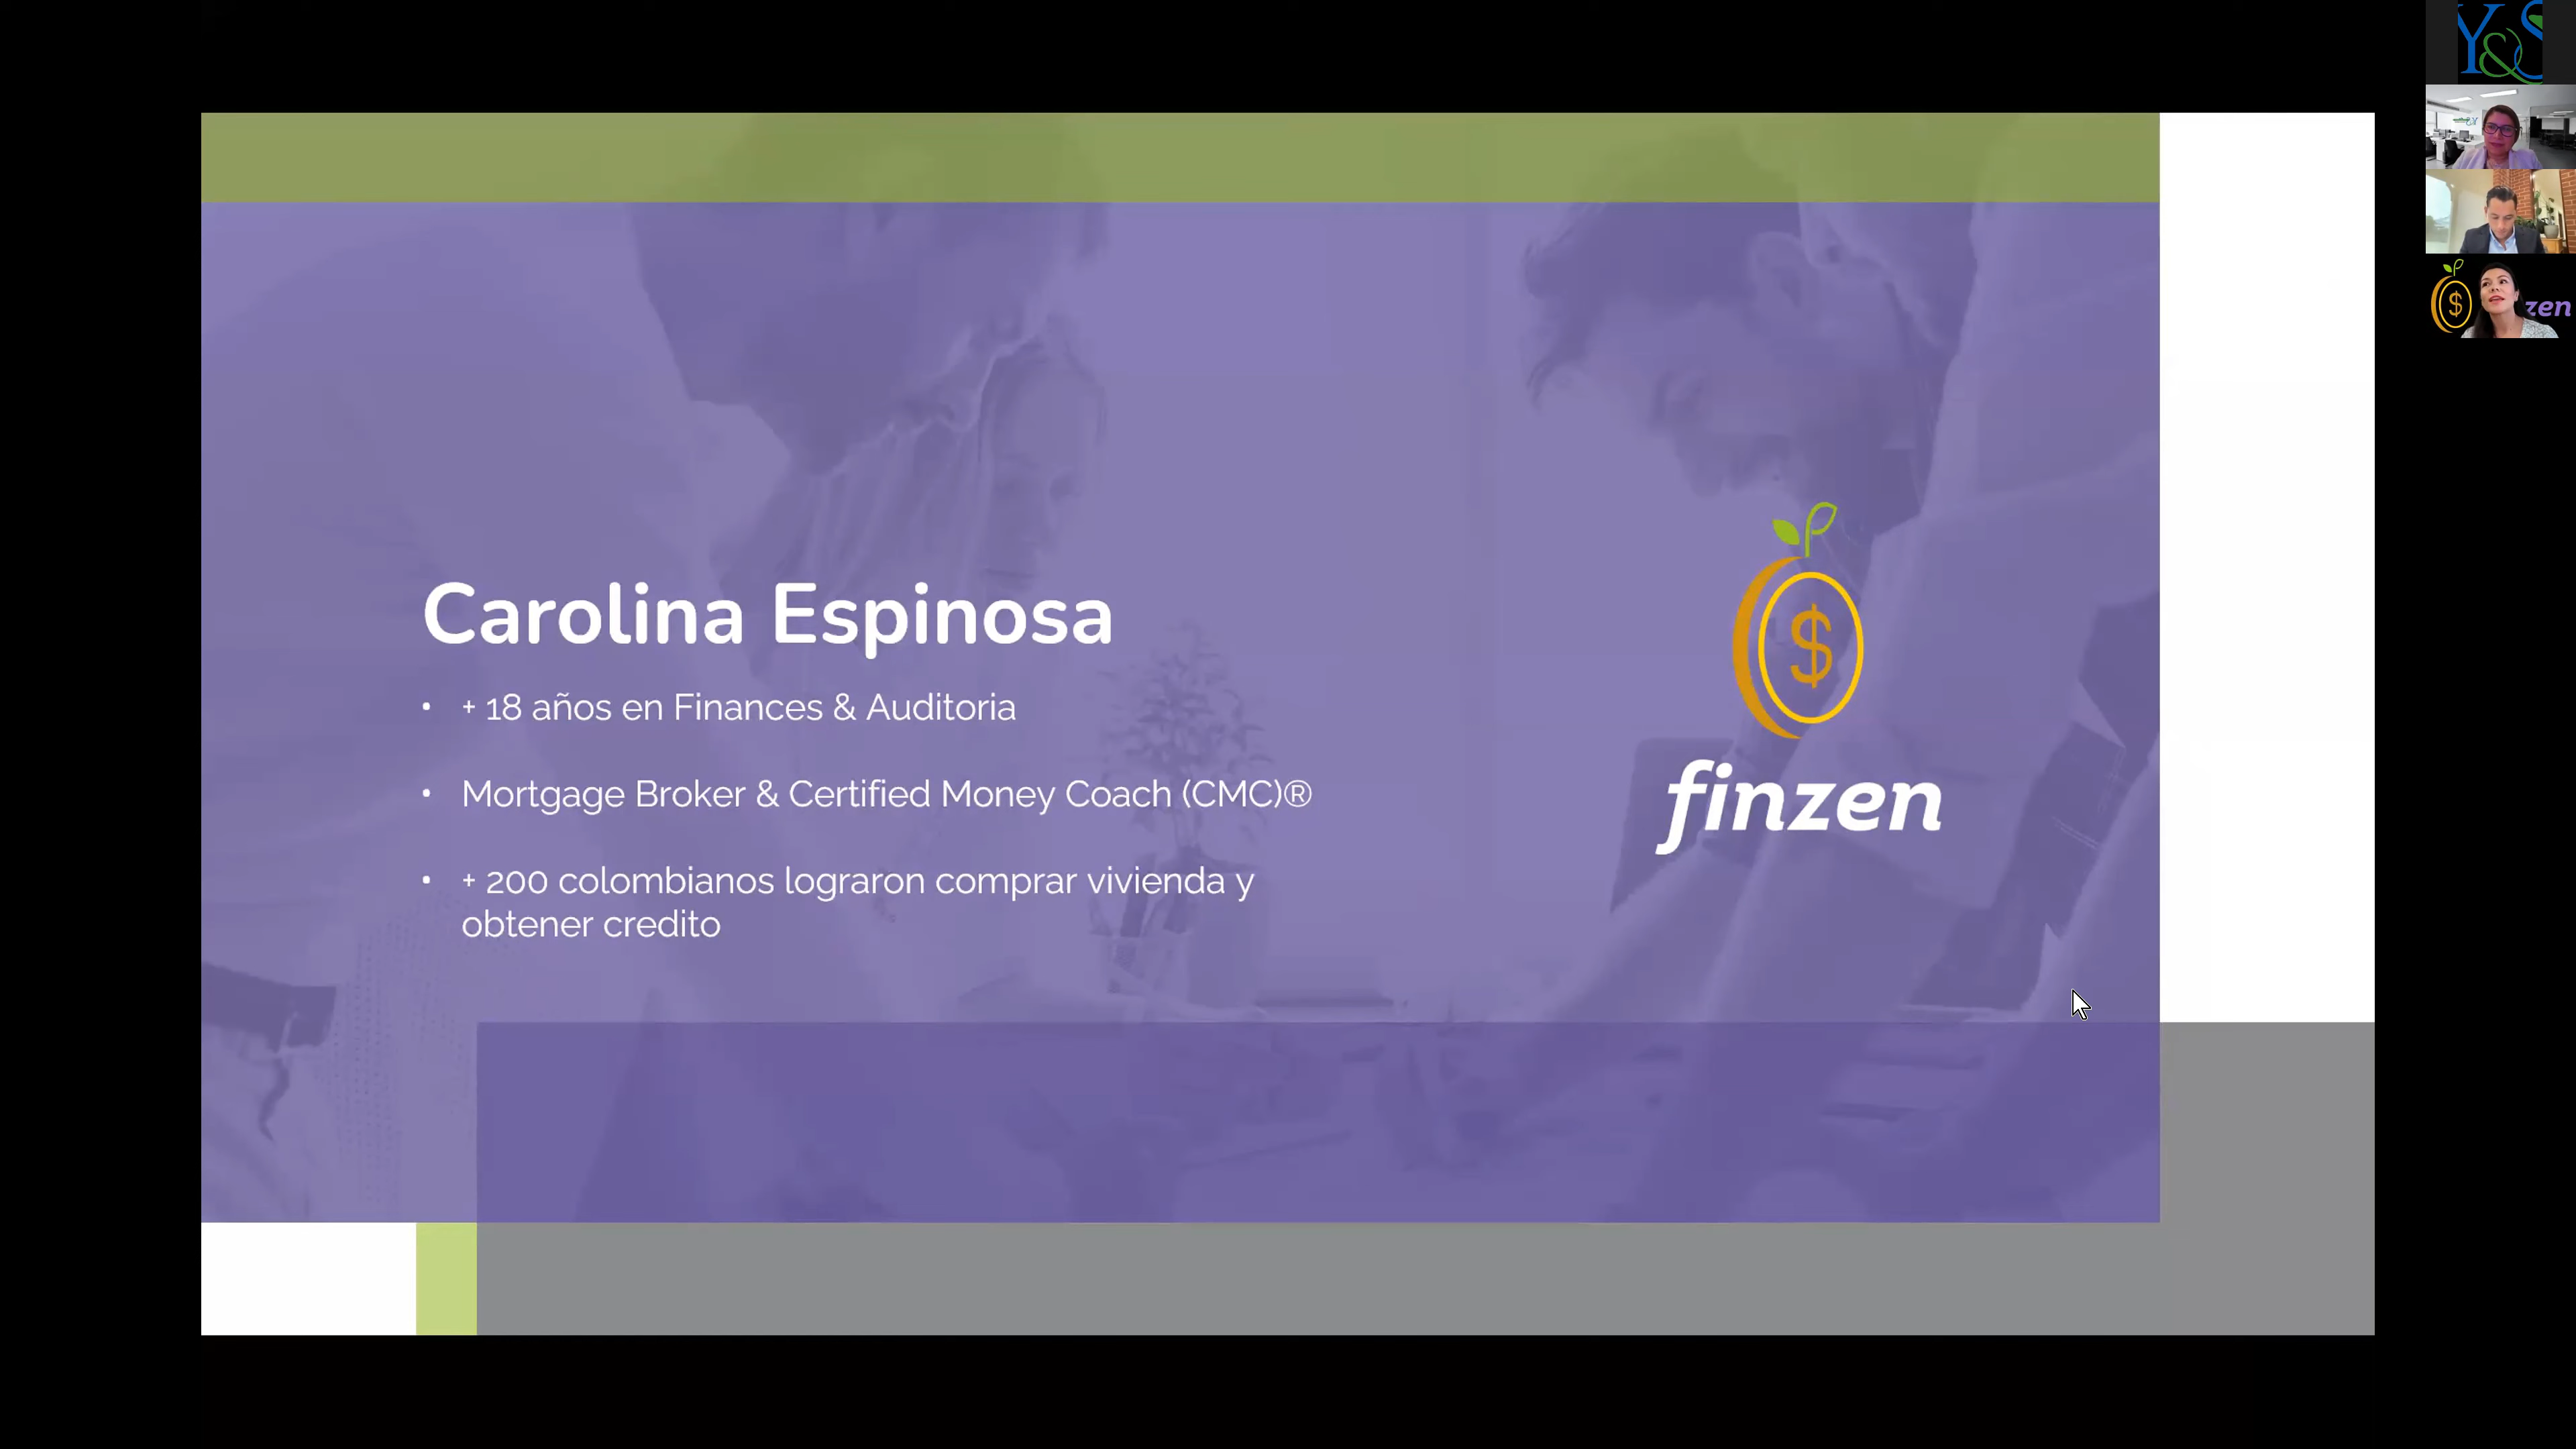 Y&S
Carolina Espinosa
• + 18 años en Finances & Auditoria
• Mortgage Broker & Certified Money Coach (CMC)®
• + 200 colombianos lograron comprar vivienda y
obtener credito
$
finzen
$
zen